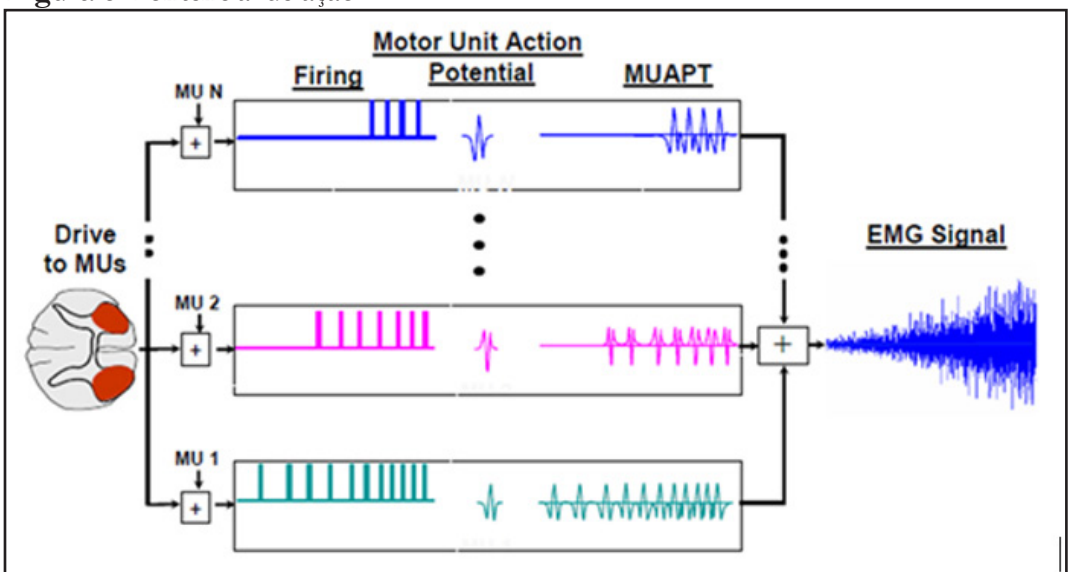 Motor Unit Action
Potential
Firing
MUAPT
MU N
+
Drive
to MUs
EMG Signal
MU 2
+
+
MU 1
+